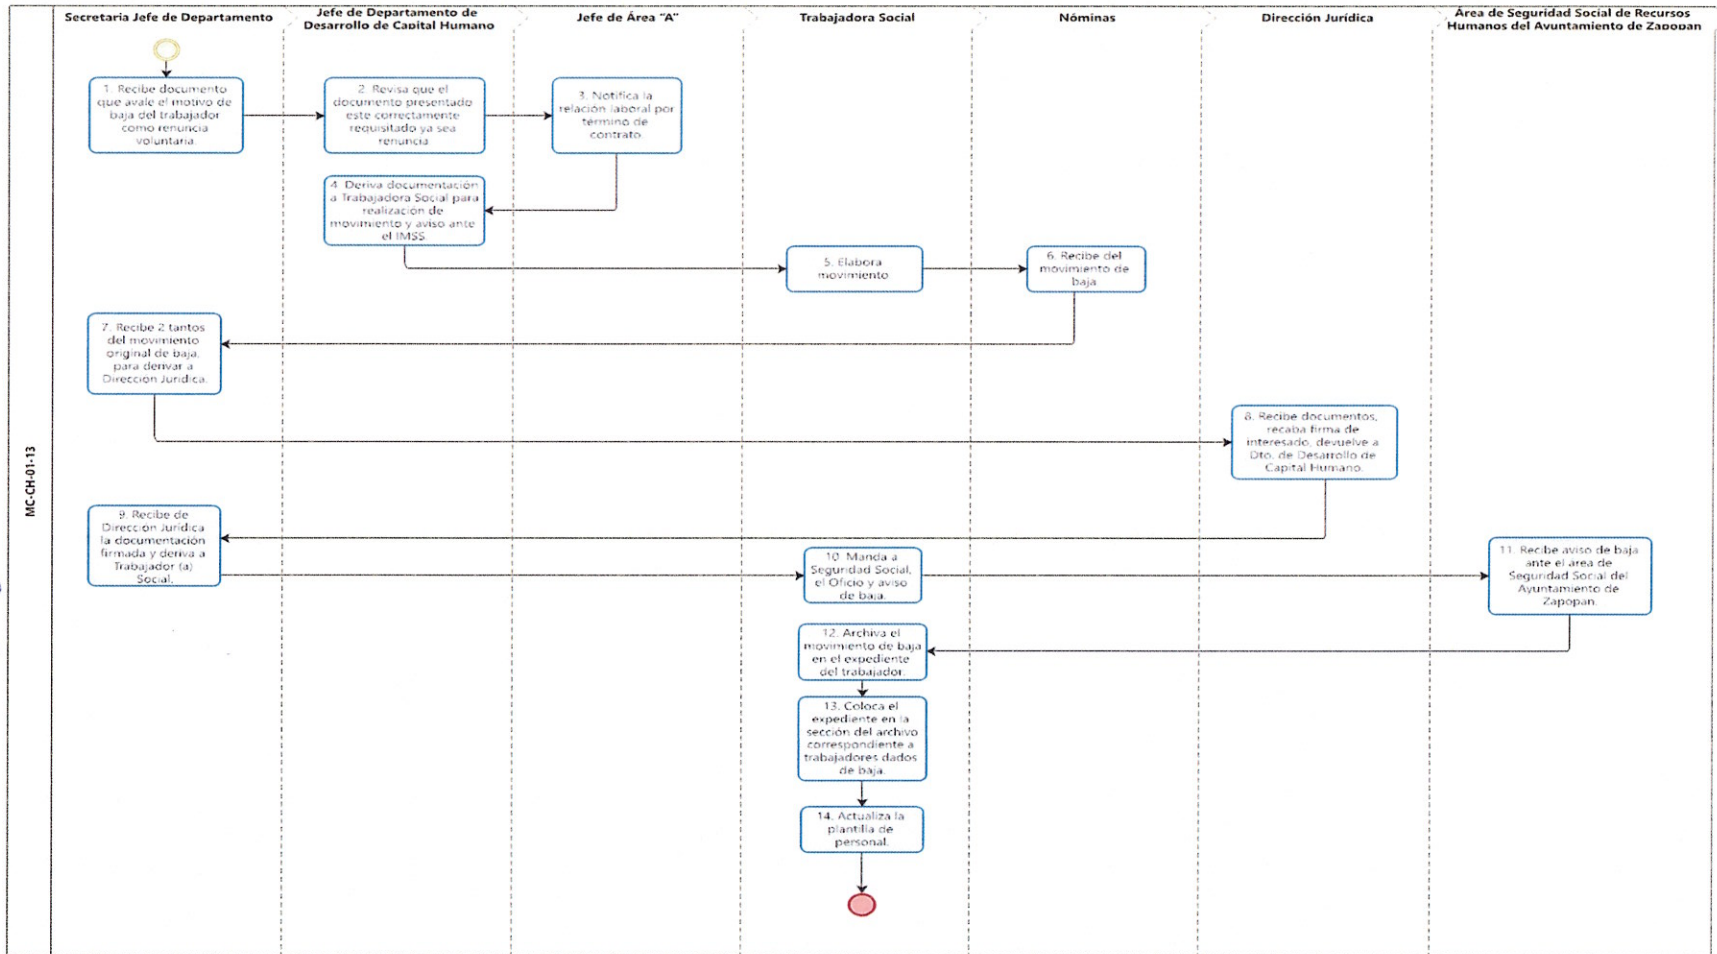 Secretaria Jefe de Departamento
Jefe de Departamento de
Desarrollo de Capital Humano
Jefe de Área "A"
Trabajadora Social
Nóminas
Dirección Jurídica
Área de Seguridad Social de Recursos
Humanos del Ayuntamiento de Zapopan
MC-CH-01-13
1. Recibe documento
que avale el motivo de
baja del trabajador
como renuncia
voluntaria.
2. Revisa que el
documento presentado
este correctamente
requisitado ya sea
renuncia
3. Notifica la
relación laboral por
término de
contrato
4. Deriva documentación
a Trabajadora Social para
realización de
movimiento y aviso ante
el IMSS.
5. Elabora
movimiento
6. Recibe del
movimiento de
baja
7. Recibe 2 tantos
del movimiento
original de baja,
para derivar a
Dirección Jurídica.
8. Recibe documentos,
recaba firma de
interesado, devuelve a
Dto. de Desarrollo de
Capital Humano.
9. Recibe de
Dirección Jurídica
la documentación
firmada y deriva a
Trabajador (a)
Social.
10. Manda a
Seguridad Social,
el Oficio y aviso
de baja.
11. Recibe aviso de baja
ante el área de
Seguridad Social del
Ayuntamiento de
Zapopan.
12. Archiva el
movimiento de baja
en el expediente
del trabajador.
13. Coloca el
expediente en la
sección del archivo
correspondiente a
trabajadores dados
de baja.
14. Actualiza la
plantilla de
personal.